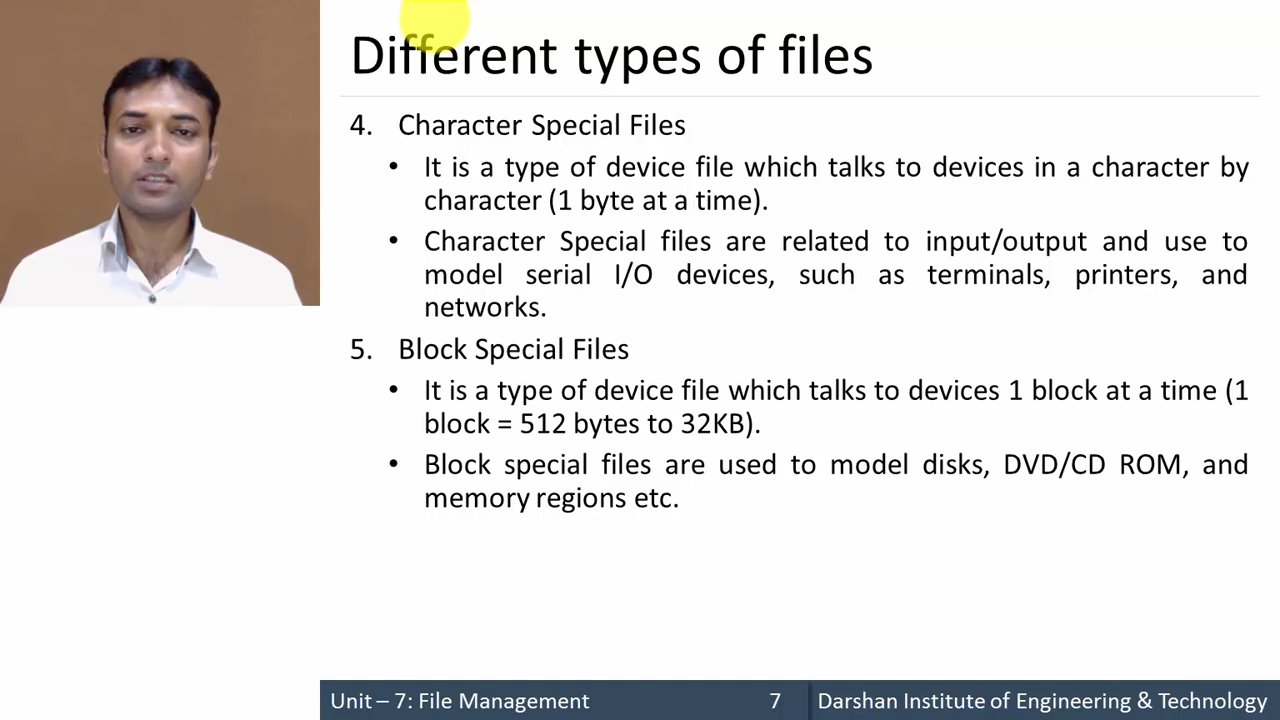 Different types of files
4. Character Special Files
• It is a type of device file which talks to devices in a character by
character (1 byte at a time).
• Character Special files are related to input/output and use to
model serial I/O devices, such as terminals, printers, and
networks.
5. Block Special Files
• It is a type of device file which talks to devices 1 block at a time (1
block = 512 bytes to 32KB).
• Block special files are used to model disks, DVD/CD ROM, and
memory regions etc.
Unit – 7: File Management 7 Darshan Institute of Engineering & Technology